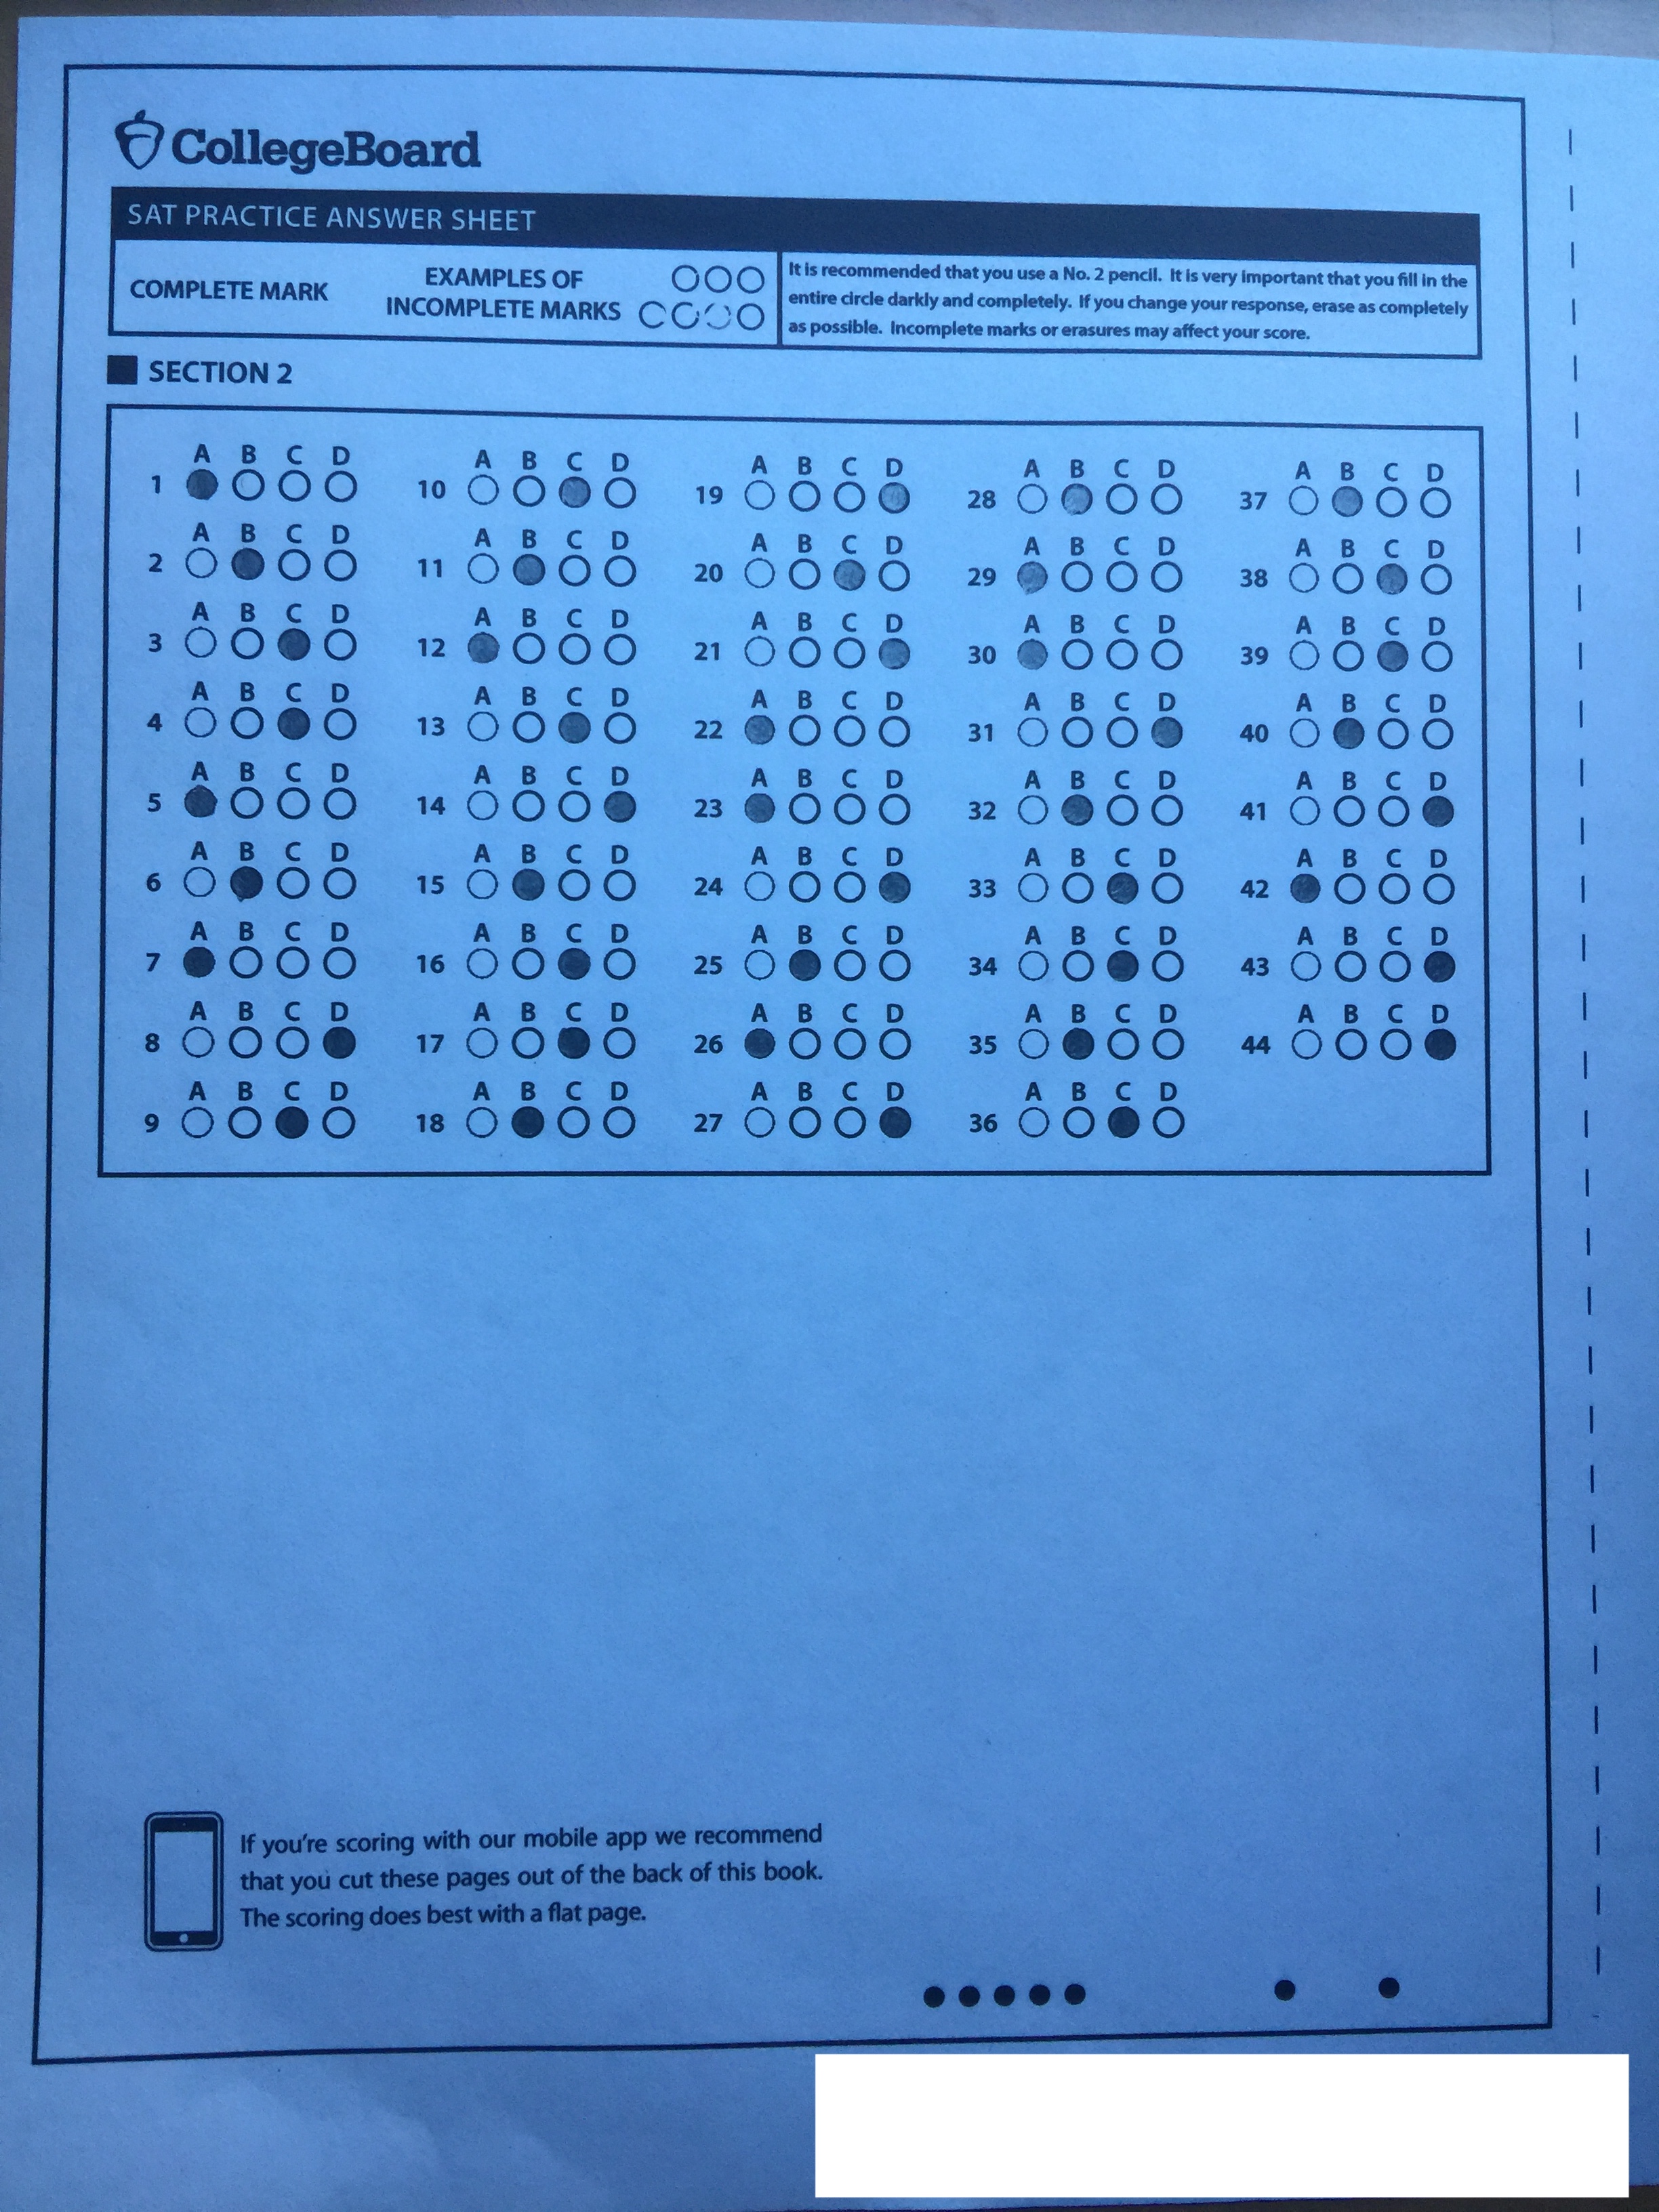 CollegeBoard
SAT PRACTICE ANSWER SHEET
COMPLETE MARK
EXAMPLES OF
INCOMPLETE MARKS
It is recommended that you use a No. 2 pencil. It is very important that you fill in the
entire circle darkly and completely. If you change your response, erase as completely
as possible. Incomplete marks or erasures may affect your score.
SECTION 2
A B C D
1
A B C D
2
A B C D
3
A B C D
4
A B C D
5
A B C D
6
A B C D
7
A B C D
8
A B C D
9
A B C D
10
A B C D
11
A B C D
12
A B C D
13
A B C D
14
A B C D
15
A B C D
16
A B C D
17
A B C D
18
A B C D
19
A B C D
20
A B C D
21
A B C D
22
A B C D
23
A B C D
24
A B C D
25
A B C D
26
A B C D
27
A B C D
28
A B C D
29
A B C D
30
A B C D
31
A B C D
32
A B C D
33
A B C D
34
A B C D
35
A B C D
36
A B C D
37
A B C D
38
A B C D
39
A B C D
40
A B C D
41
A B C D
42
A B C D
43
A B C D
44
If you're scoring with our mobile app we recommend
that you cut these pages out of the back of this book.
The scoring does best with a flat page.